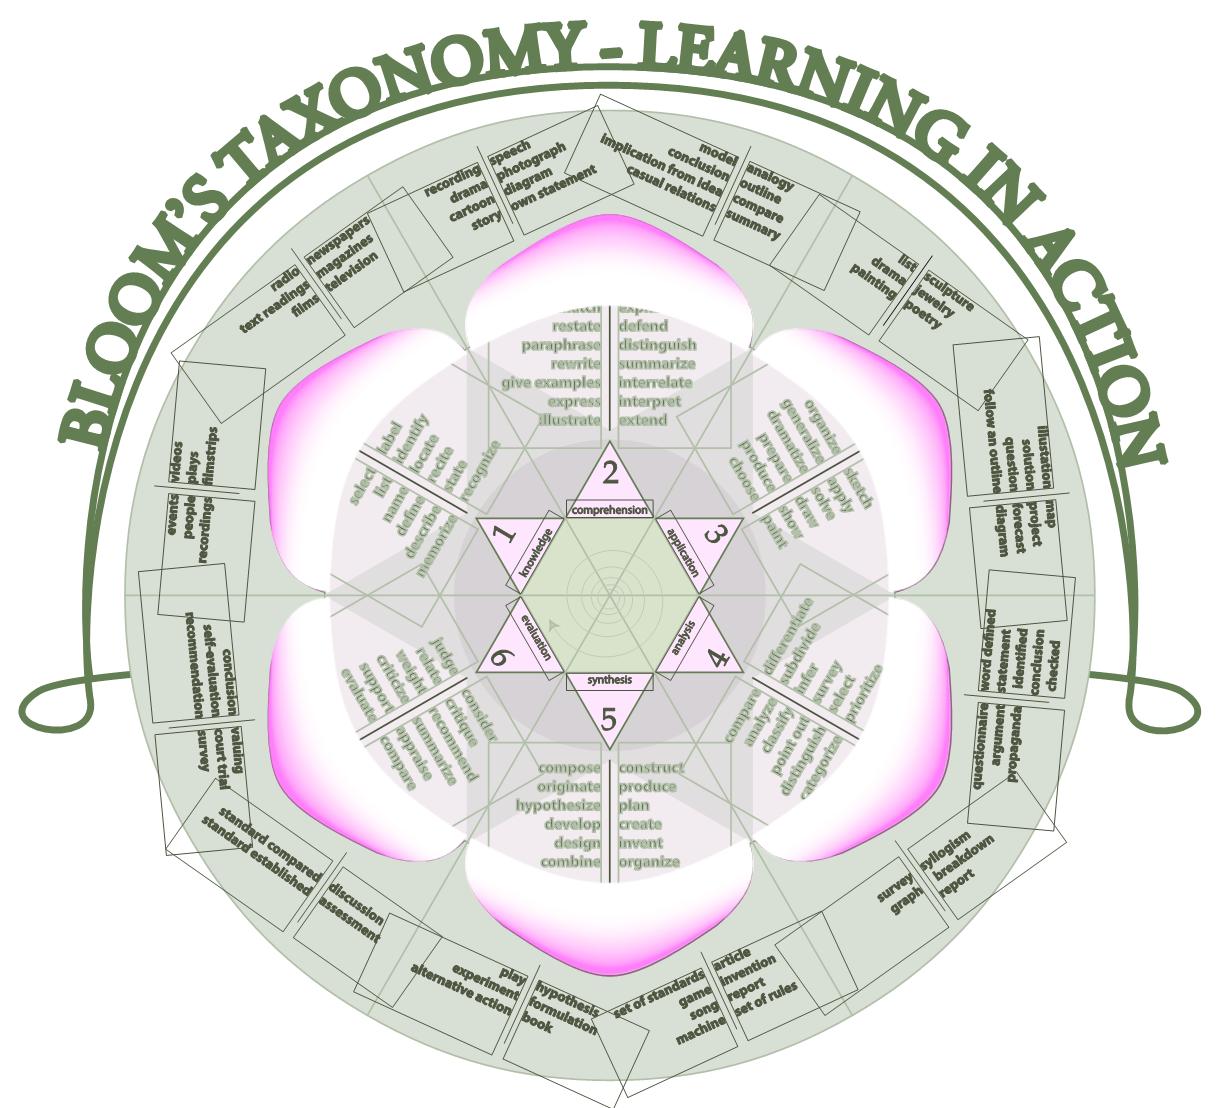 BLOOM'S TAXONOMY - LEARNING IN ACTION
1
knowledge
2
comprehension
3
application
4
analysis
5
synthesis
6
evaluation
select
list
name
define
describe
memorize
label
identify
locate
recite
state
recognize
restate
paraphrase
rewrite
give examples
express
illustrate
defend
distinguish
summarize
interrelate
interpret
extend
organize
generalize
dramatize
prepare
produce
choose
sketch
apply
solve
draw
show
paint
differentiate
subdivide
infer
survey
select
prioritize
compare
analyze
classify
point out
distinguish
categorize
compose
originate
hypothesize
develop
design
combine
construct
produce
plan
create
invent
organize
judge
relate
weight
criticize
support
evaluate
consider
critique
recommend
summarize
appraise
compare
events
people
recordings
videos
plays
filmstrips
radio
text readings
films
newspapers
magazines
television
recording
drama
cartoon
story
speech
photograph
diagram
own statement
model
conclusion
implication from idea
casual relations
analogy
outline
compare
summary
list
drama
painting
sculpture
jewelry
poetry
illustation
solution
question
follow an outline
map
project
forecast
diagram
word defined
statement
identified
conclusion
checked
questionnaire
argument
propaganda
syllogism
breakdown
report
survey
graph
article
invention
report
set of rules
set of standards
game
song
machine
hypothesis
formulation
book
play
experiment
alternative action
discussion
assessment
standard compared
standard established
valuing
court trial
survey
conclusion
self-evaluation
recommendation